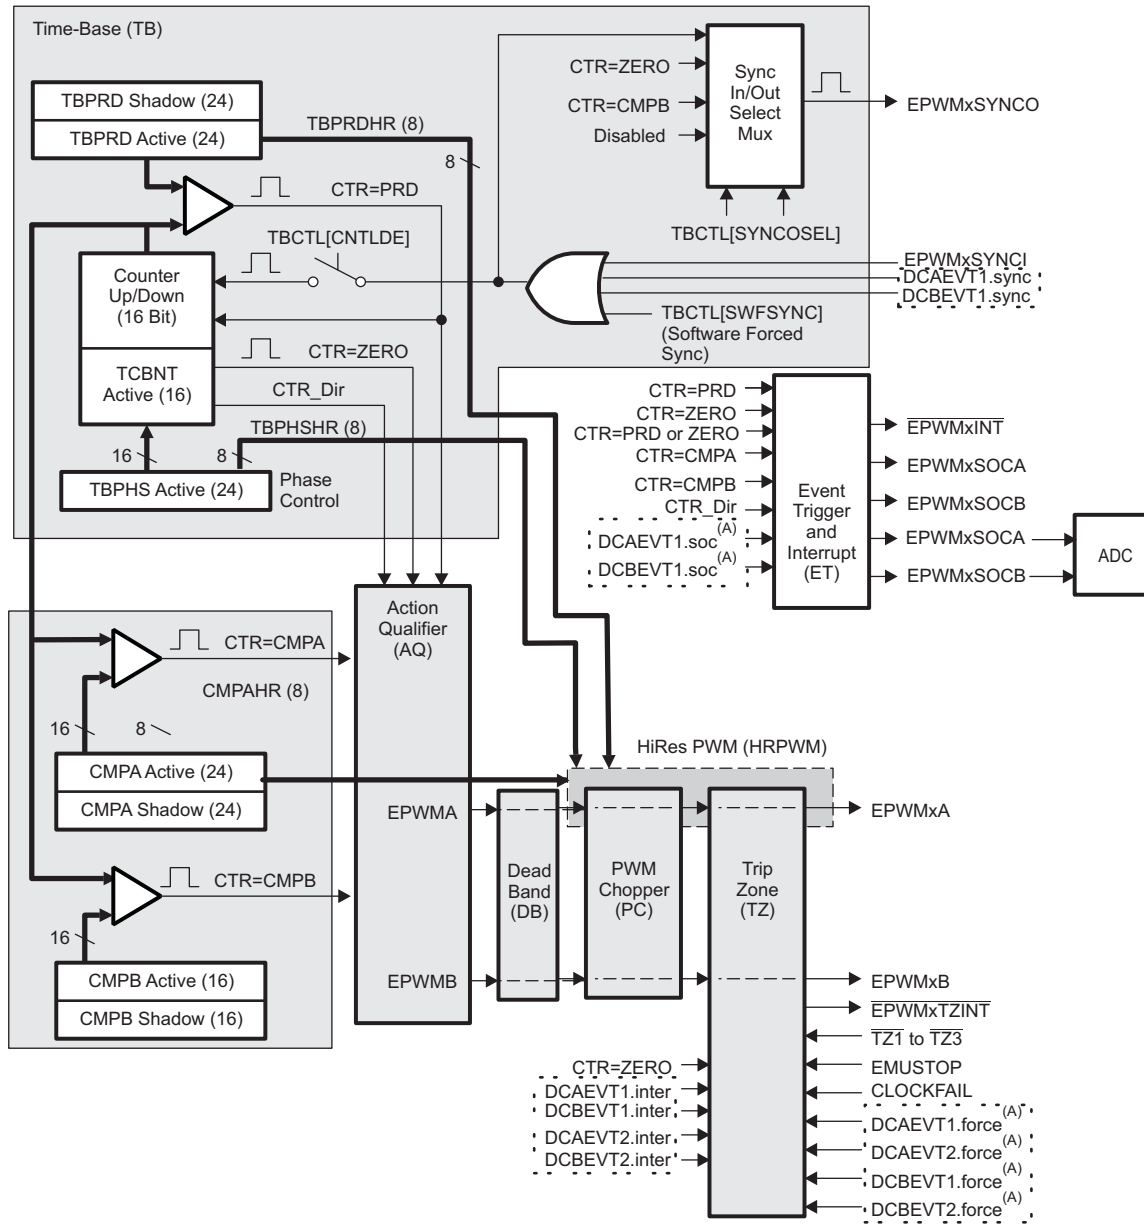 Time-Base (TB)
TBPRD Shadow (24)
TBPRD Active (24)
TBPRDHR (8)
8
CTR=PRD
TBCTL[CNTLDE]
Counter
Up/Down
(16 Bit)
TCBNT
Active (16)
CTR=ZERO
CTR_Dir
TBPHSHR (8)
16
8
TBPHS Active (24)
Phase
Control
CTR=ZERO
CTR=CMPB
Disabled
Sync
In/Out
Select
Mux
EPWMxSYNCO
TBCTL[SYNCOSEL]
EPWMxSYNCI
DCAEVT1.sync
DCBEVT1.sync
TBCTL[SWFSYNC]
(Software Forced
Sync)
CTR=PRD
CTR=ZERO
CTR=PRD or ZERO
CTR=CMPA
CTR=CMPB
CTR_Dir
DCAEVT1.soc(A)
DCBEVT1.soc(A)
Event
Trigger
and
Interrupt
(ET)
EPWMxINT
EPWMxSOCA
EPWMxSOCB
EPWMxSOCA
EPWMxSOCB
ADC
Action
Qualifier
(AQ)
CTR=CMPA
CMPAHR (8)
16
8
CMPA Active (24)
CMPA Shadow (24)
CTR=CMPB
16
CMPB Active (16)
CMPB Shadow (16)
EPWMA
EPWMB
HiRes PWM (HRPWM)
Dead
Band
(DB)
PWM
Chopper
(PC)
Trip
Zone
(TZ)
EPWMxA
EPWMxB
EPWMxTZINT
TZ1 to TZ3
EMUSTOP
CLOCKFAIL
DCAEVT1.force(A)
DCAEVT2.force(A)
DCBEVT1.force(A)
DCBEVT2.force(A)
CTR=ZERO
DCAEVT1.inter
DCBEVT1.inter
DCAEVT2.inter
DCBEVT2.inter